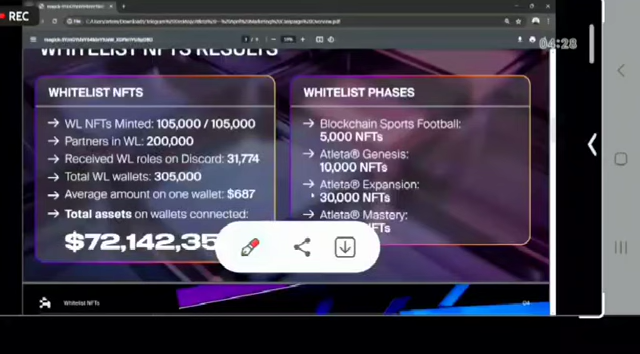 REC
04:28
WHITELIST NFTS RESULTS
WHITELIST NFTS
→ WL NFTs Minted: 105,000 / 105,000
→ Partners in WL: 200,000
→ Received WL roles on Discord: 31,774
→ Total WL wallets: 305,000
→ Average amount on one wallet: $687
→ Total assets on wallets connected:
$72,142,35
WHITELIST PHASES
→ Blockchain Sports Football:
5,000 NFTs
→ Atleta® Genesis:
10,000 NFTs
→ Atleta® Expansion:
30,000 NFTs
→ Atleta® Mastery:
FTs
Whitelist NFTs
04